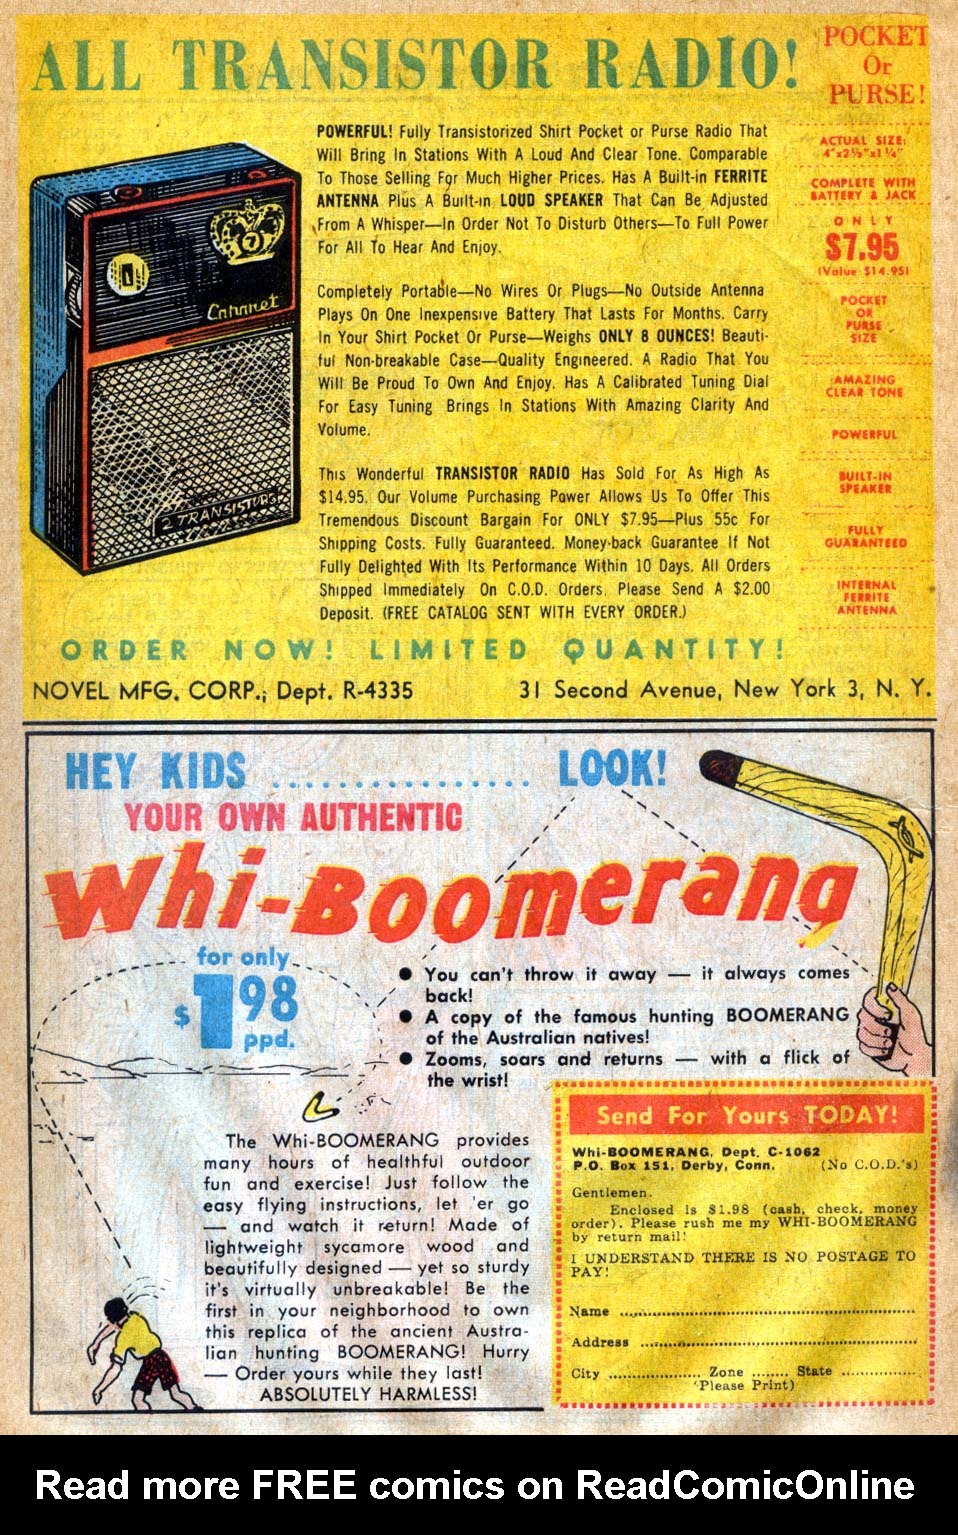 ALL TRANSISTOR RADIO!
POCKET
Or
PURSE!
7
Cabaret
2 TRANSISTOR
POWERFUL! Fully Transistorized Shirt Pocket or Purse Radio That
Will Bring In Stations With A Loud And Clear Tone. Comparable
To Those Selling For Much Higher Prices. Has A Built-in FERRITE
ANTENNA Plus A Built-in LOUD SPEAKER That Can Be Adjusted
From A Whisper—In Order Not To Disturb Others—To Full Power
For All To Hear And Enjoy.
Completely Portable—No Wires Or Plugs—No Outside Antenna
Plays On One Inexpensive Battery That Lasts For Months. Carry
In Your Shirt Pocket Or Purse—Weighs ONLY 8 OUNCES! Beauti-
ful Non-breakable Case—Quality Engineered. A Radio That You
Will Be Proud To Own And Enjoy. Has A Calibrated Tuning Dial
For Easy Tuning Brings In Stations With Amazing Clarity And
Volume.
This Wonderful TRANSISTOR RADIO Has Sold For As High As
$14.95. Our Volume Purchasing Power Allows Us To Offer This
Tremendous Discount Bargain For ONLY $7.95—Plus 55c For
Shipping Costs. Fully Guaranteed. Money-back Guarantee If Not
Fully Delighted With Its Performance Within 10 Days. All Orders
Shipped Immediately On C.O.D. Orders, Please Send A $2.00
Deposit. (FREE CATALOG SENT WITH EVERY ORDER.)
ACTUAL SIZE:
4"x2½"x1¼"
COMPLETE WITH
BATTERY & JACK
ONLY
$7.95
(Value $14.95)
POCKET
OR
PURSE
SIZE
AMAZING
CLEAR TONE
POWERFUL
BUILT-IN
SPEAKER
FULLY
GUARANTEED
INTERNAL
FERRITE
ANTENNA
ORDER NOW! LIMITED QUANTITY!
NOVEL MFG. CORP., Dept. R-4335 31 Second Avenue, New York 3, N. Y.
HEY KIDS ................ LOOK!
YOUR OWN AUTHENTIC
Whi-Boomerang
for only
$1.98
ppd.
● You can't throw it away — it always comes
back!
● A copy of the famous hunting BOOMERANG
of the Australian natives!
● Zooms, soars and returns — with a flick of
the wrist!
The Whi-BOOMERANG provides
many hours of healthful outdoor
fun and exercise! Just follow the
easy flying instructions, let 'er go
— and watch it return! Made of
lightweight sycamore wood and
beautifully designed — yet so sturdy
it's virtually unbreakable! Be the
first in your neighborhood to own
this replica of the ancient Austra-
lian hunting BOOMERANG! Hurry
— Order yours while they last!
ABSOLUTELY HARMLESS!
Send For Yours TODAY!
Whi-BOOMERANG, Dept. C-1062
P.O. Box 151, Derby, Conn. (No C.O.D.'s)
Gentlemen.
Enclosed is $1.98 (cash, check, money
order). Please rush me my WHI-BOOMERANG
by return mail!
I UNDERSTAND THERE IS NO POSTAGE TO
PAY!
Name ........................
Address ........................
City .................... Zone ........ State ................
(Please Print)
Read more FREE comics on ReadComicOnline